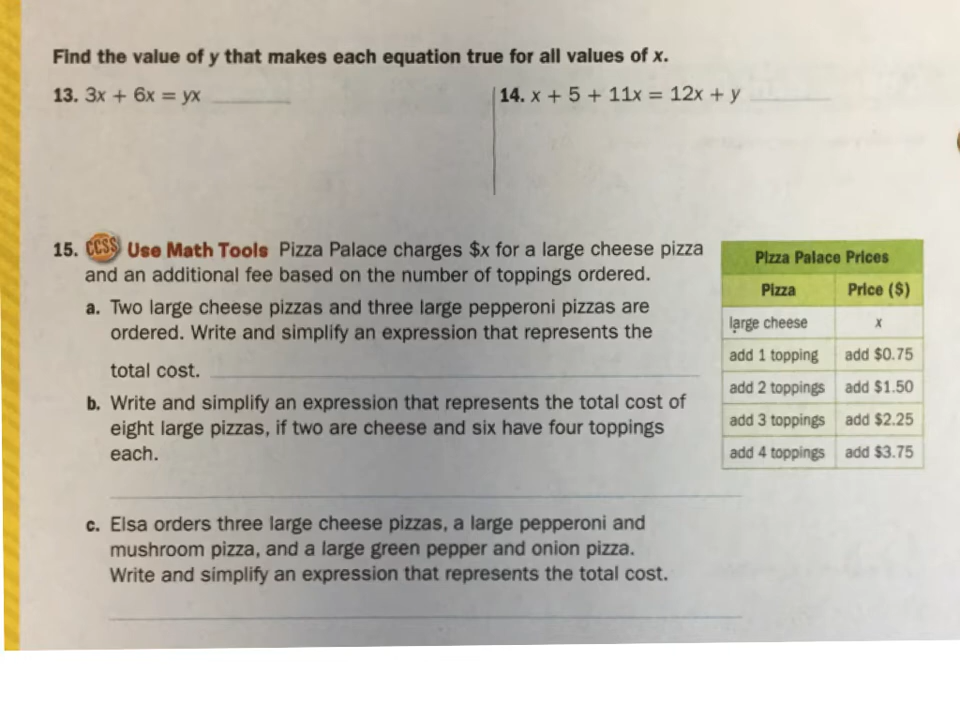 Find the value of y that makes each equation true for all values of x.
13. 3x + 6x = yx
14. x + 5 + 11x = 12x + y
15. CCSS Use Math Tools Pizza Palace charges $x for a large cheese pizza
and an additional fee based on the number of toppings ordered.
a. Two large cheese pizzas and three large pepperoni pizzas are
ordered. Write and simplify an expression that represents the
total cost.
b. Write and simplify an expression that represents the total cost of
eight large pizzas, if two are cheese and six have four toppings
each.
c. Elsa orders three large cheese pizzas, a large pepperoni and
mushroom pizza, and a large green pepper and onion pizza.
Write and simplify an expression that represents the total cost.
Pizza Palace Prices
Pizza Price ($)
large cheese x
add 1 topping add $0.75
add 2 toppings add $1.50
add 3 toppings add $2.25
add 4 toppings add $3.75